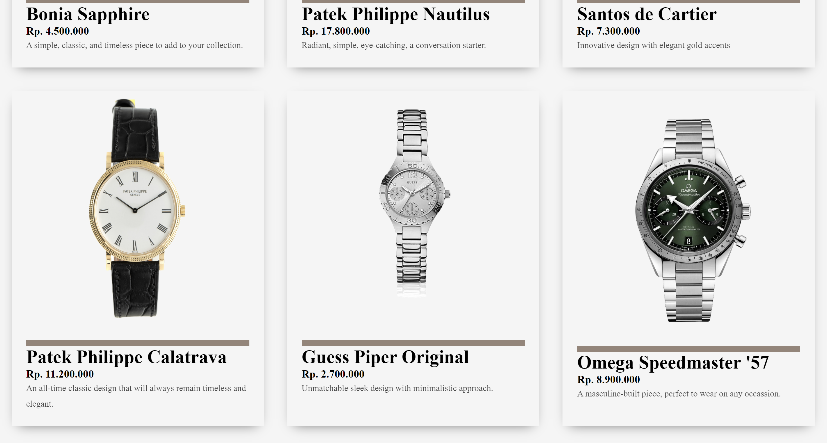 Bonia Sapphire
Rp. 4.500.000
A simple, classic, and timeless piece to add to your collection.
Patek Philippe Nautilus
Rp. 17.800.000
Radiant, simple, eye-catching, a conversation starter.
Santos de Cartier
Rp. 7.300.000
Innovative design with elegant gold accents
PATEK PHILIPPE
GUESS
OMEGA
Patek Philippe Calatrava
Rp. 11.200.000
An all-time classic design that will always remain timeless and
elegant.
Guess Piper Original
Rp. 2.700.000
Unmatchable sleek design with minimalistic approach.
Omega Speedmaster '57
Rp. 8.900.000
A masculine-built piece, perfect to wear on any occassion.